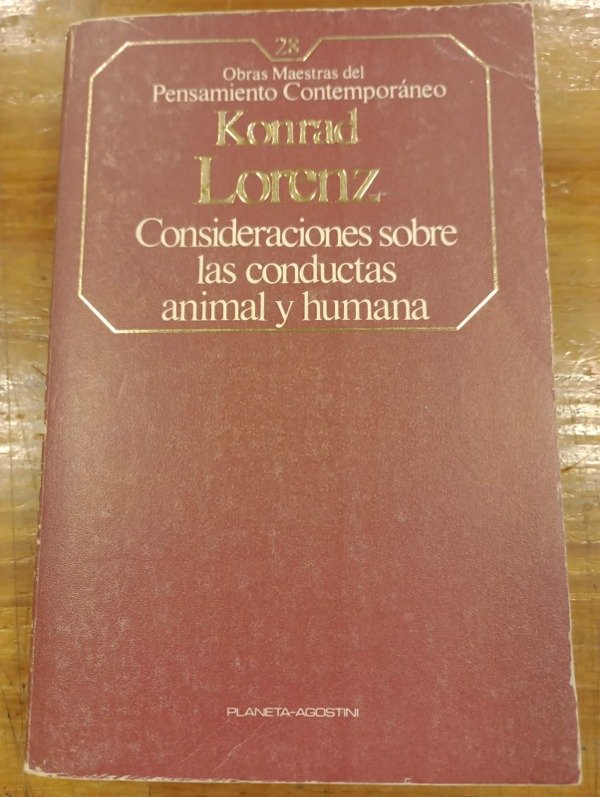 28
Obras Maestras del
Pensamiento Contemporáneo
Konrad
Lorenz
Consideraciones sobre
las conductas
animal y humana
PLANETA-AGOSTINI